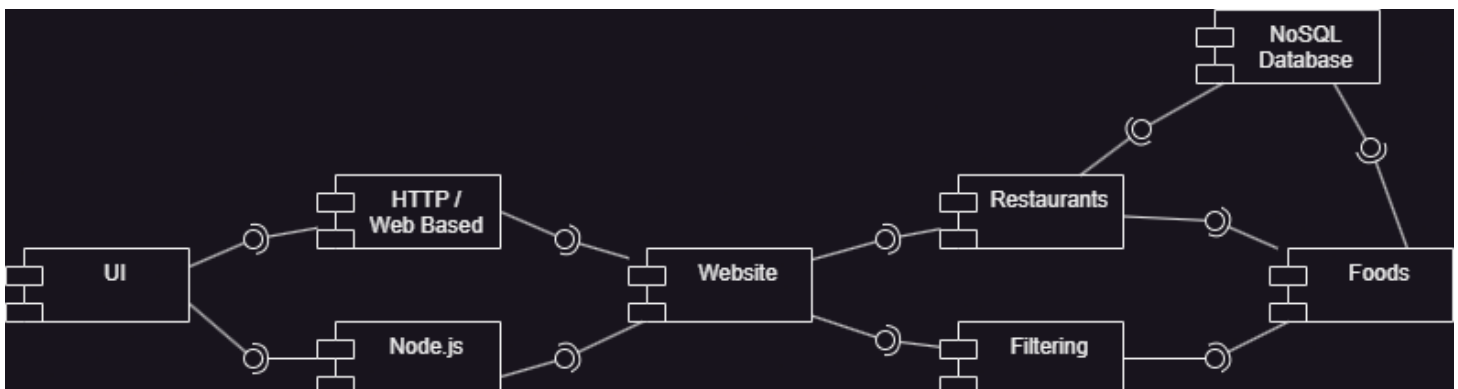 NoSQL
Database
HTTP /
Web Based
Restaurants
UI
Website
Foods
Node.js
Filtering